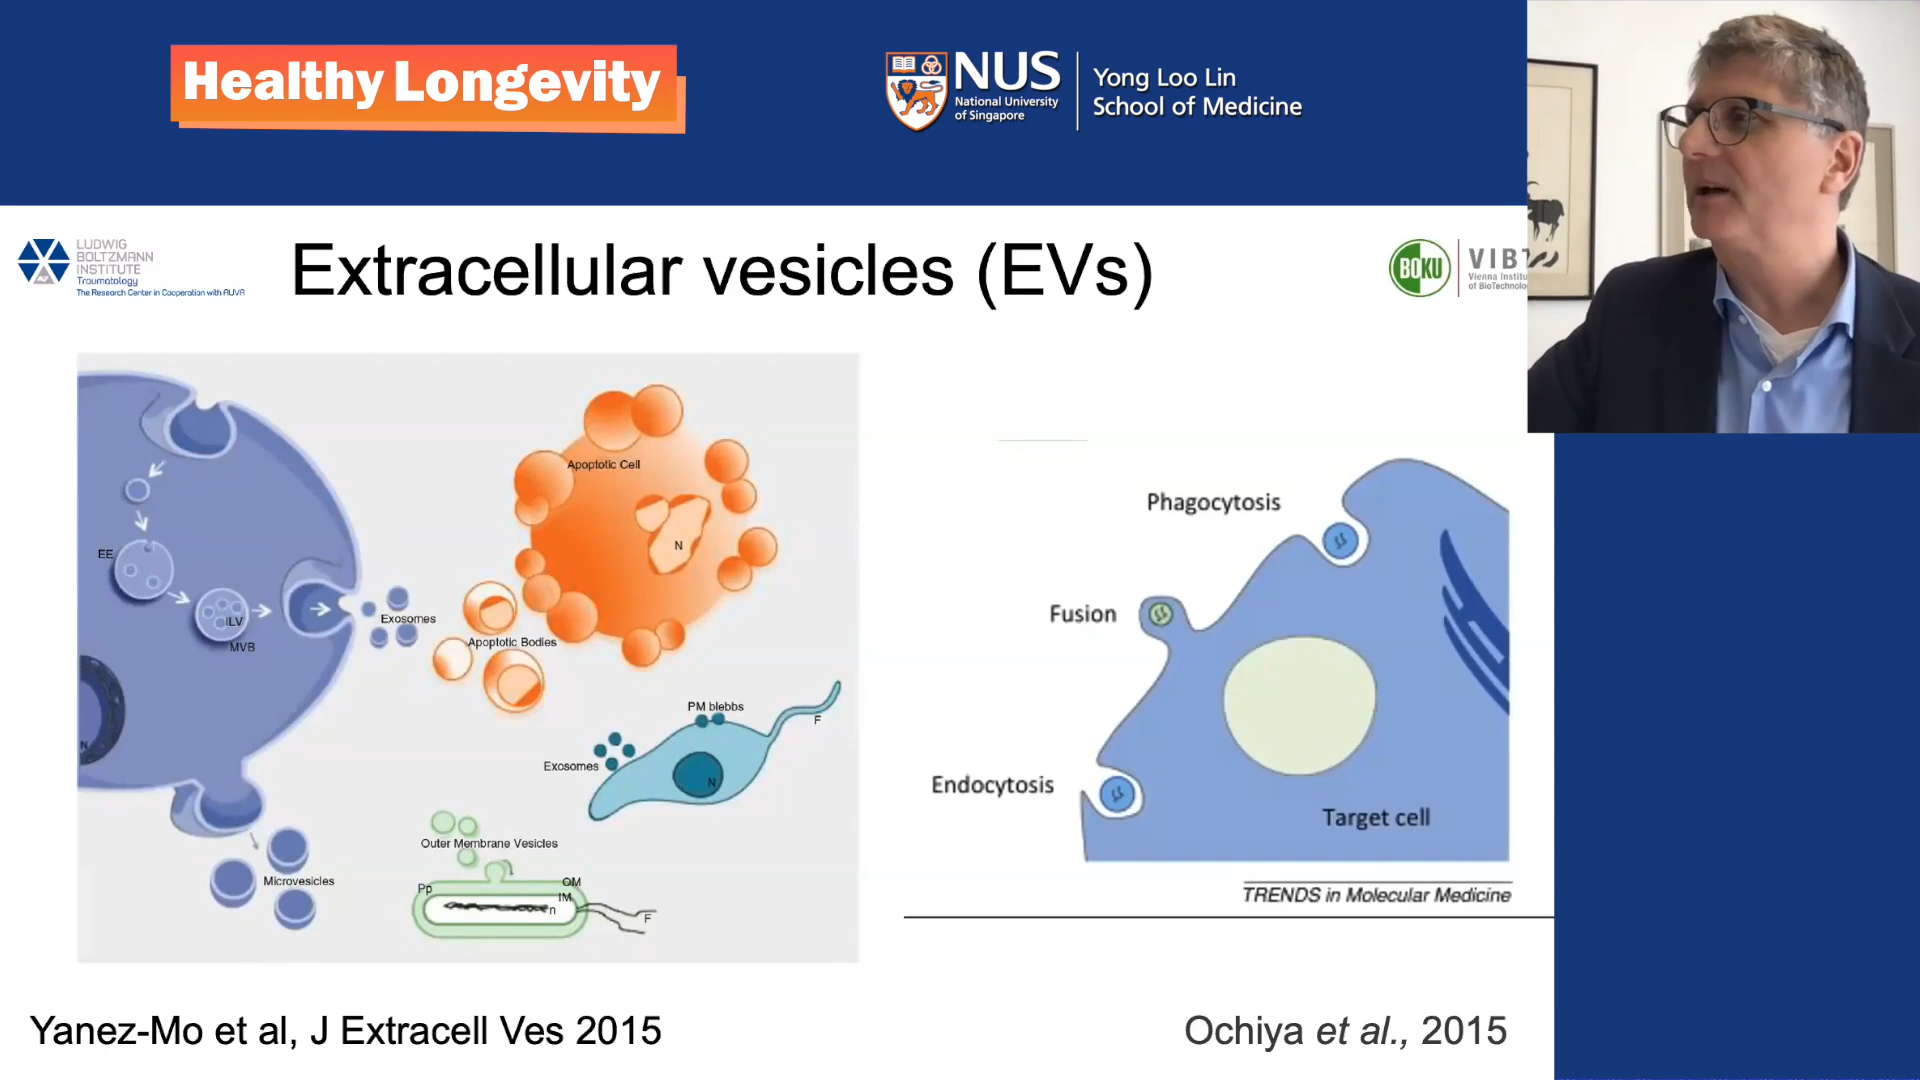 Healthy Longevity
NUS
National University
of Singapore
Yong Loo Lin
School of Medicine
LUDWIG
BOLTZMANN
INSTITUTE
Traumatology
The Research Center in Cooperation with AUVA
Extracellular vesicles (EVs)
BOKU
Vienna
of
Apoptotic Cell
N
EE
ILV
MVB
Exosomes
Apoptotic Bodies
N
PM blebbs
F
Exosomes
N
Outer Membrane Vesicles
Microvesicles
Pp
OM
IM
n
F
Phagocytosis
Fusion
Endocytosis
Target cell
TRENDS in Molecular Medicine
Yanez-Mo et al, J Extracell Ves 2015
Ochiya et al., 2015